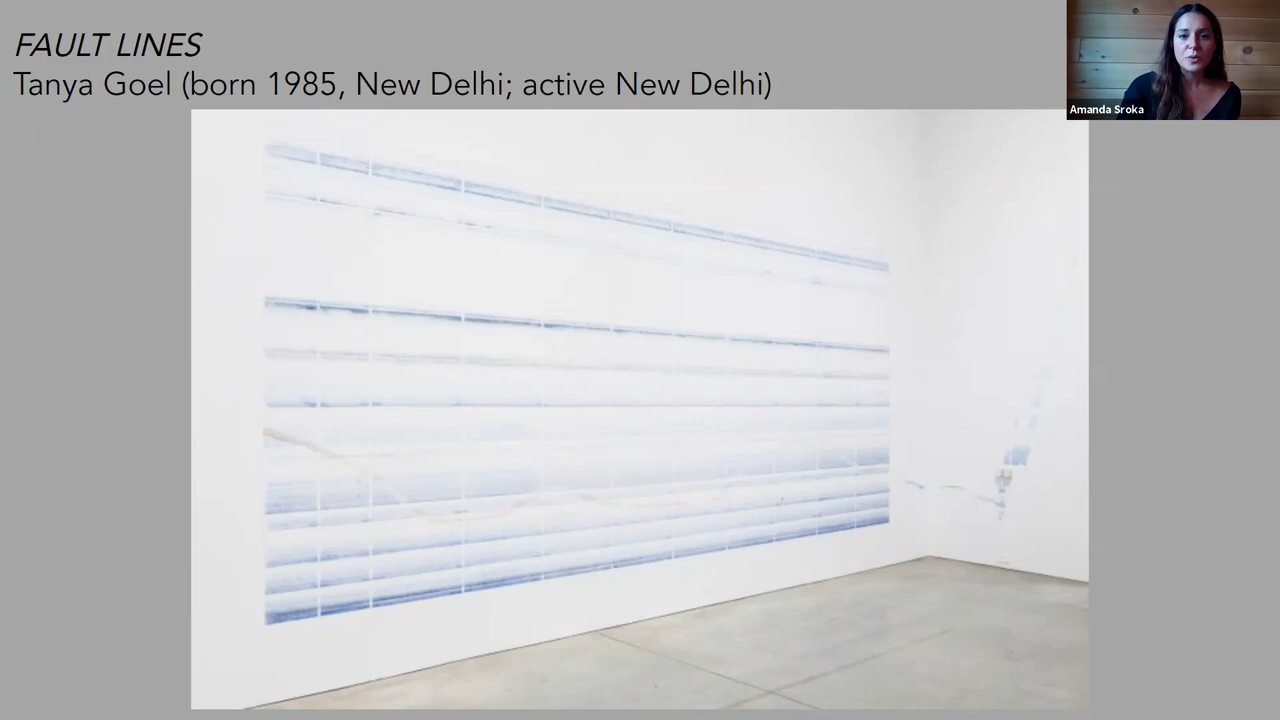 FAULT LINES
Tanya Goel (born 1985, New Delhi; active New Delhi)
Amanda Sroka